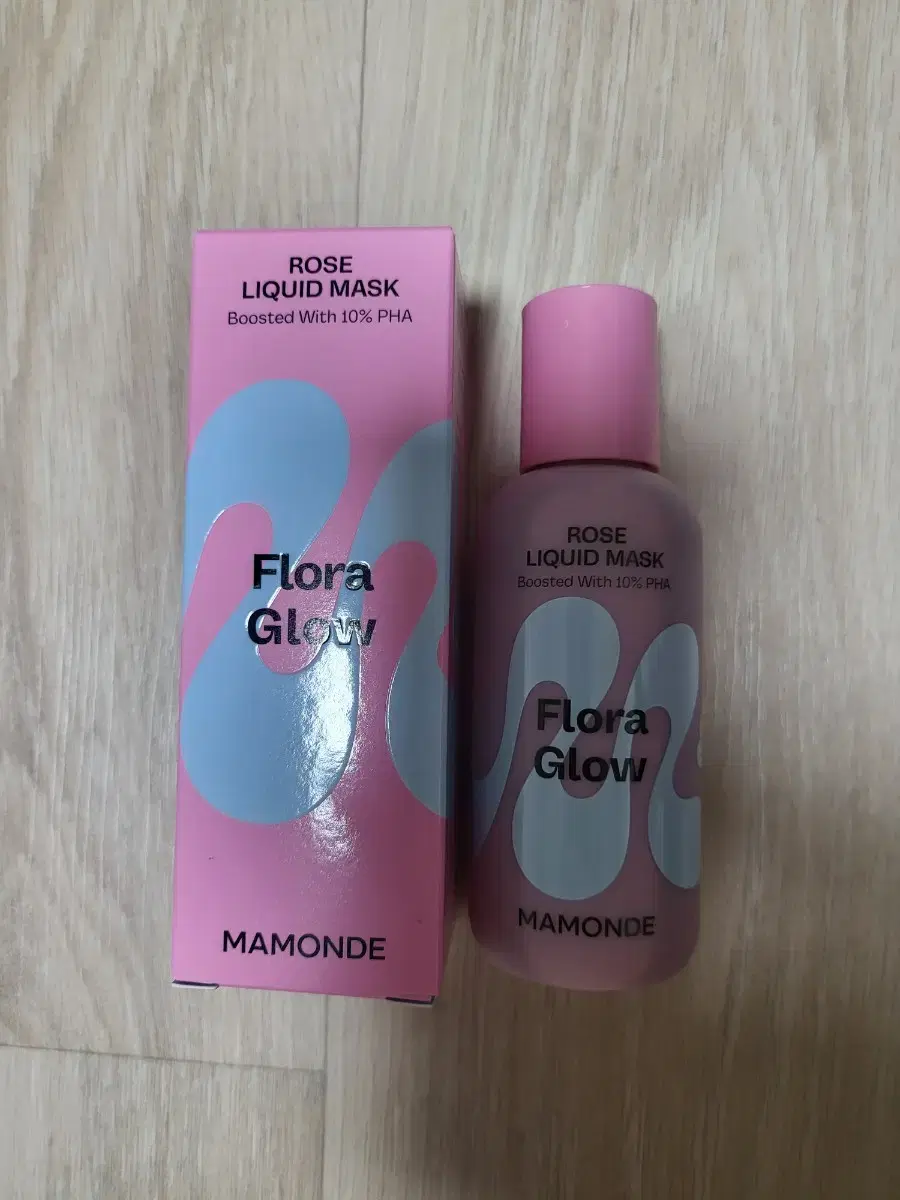 ROSE
LIQUID MASK
Boosted With 10% PHA
Flora
Glow
MAMONDE
ROSE
LIQUID MASK
Boosted With 10% PHA
Flora
Glow
MAMONDE